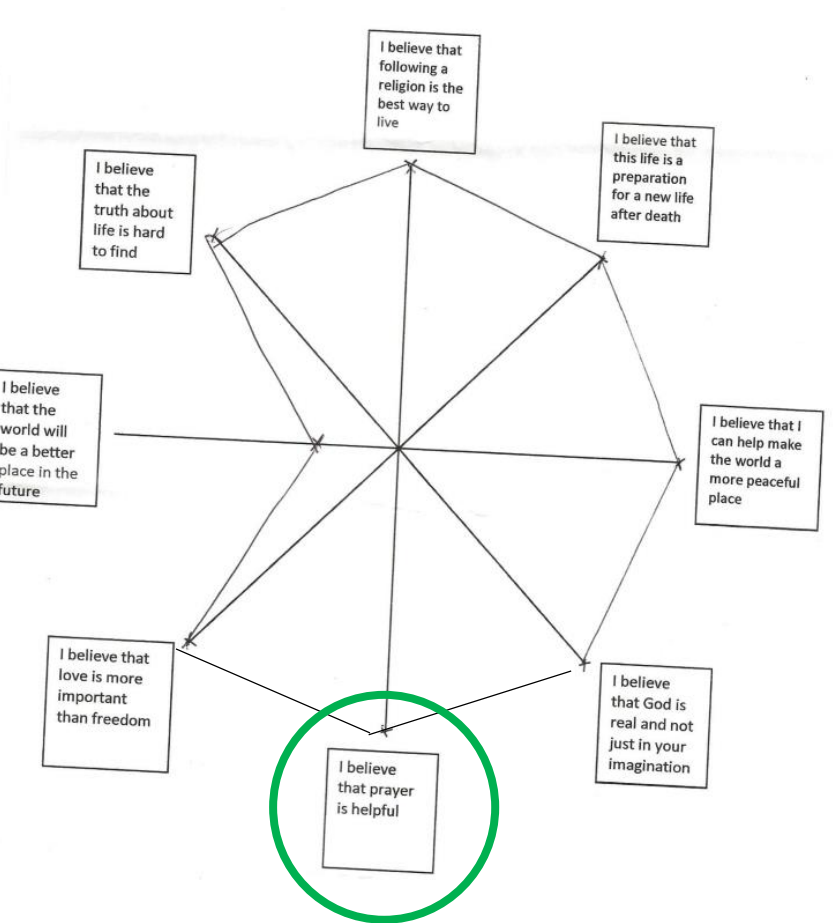 I believe that
following a
religion is the
best way to
live
I believe that
this life is a
preparation
for a new life
after death
I believe
that the
truth about
life is hard
to find
I believe
that the
world will
be a better
place in the
future
I believe that I
can help make
the world a
more peaceful
place
I believe that
love is more
important
than freedom
I believe
that God is
real and not
just in your
imagination
I believe
that prayer
is helpful